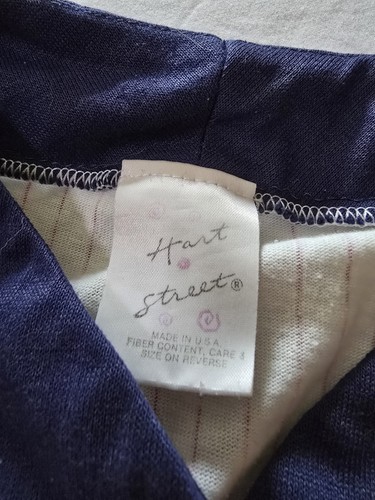 Hart
Street®
MADE IN U.S.A.
FIBER CONTENT, CARE &
SIZE ON REVERSE